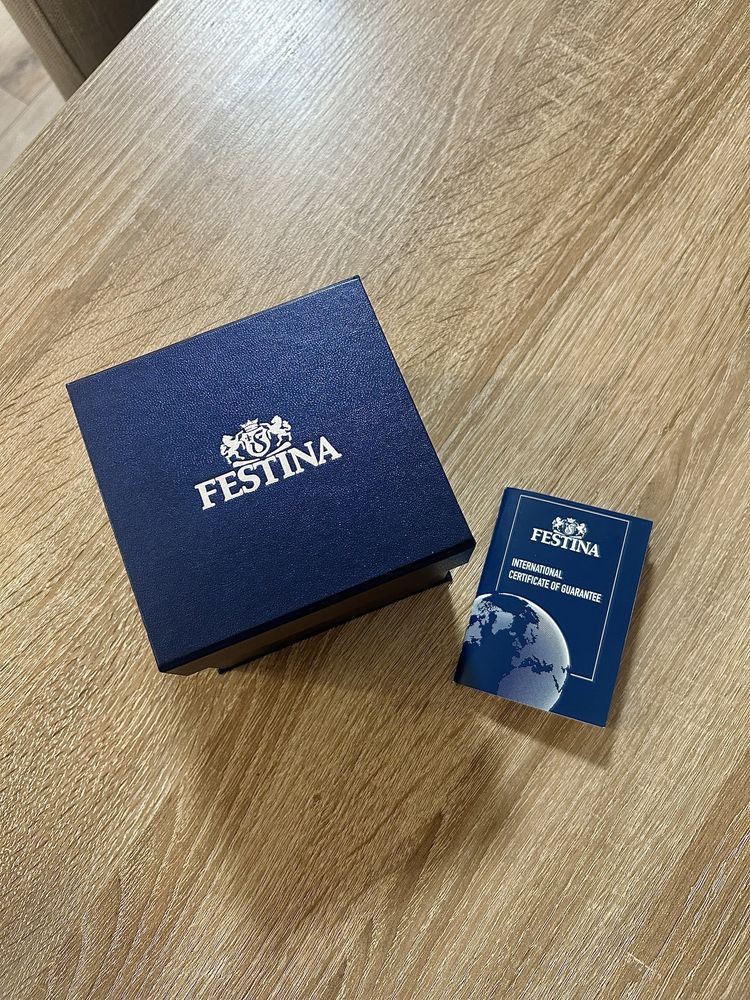 FESTINA
FESTINA
INTERNATIONAL
CERTIFICATE OF GUARANTEE